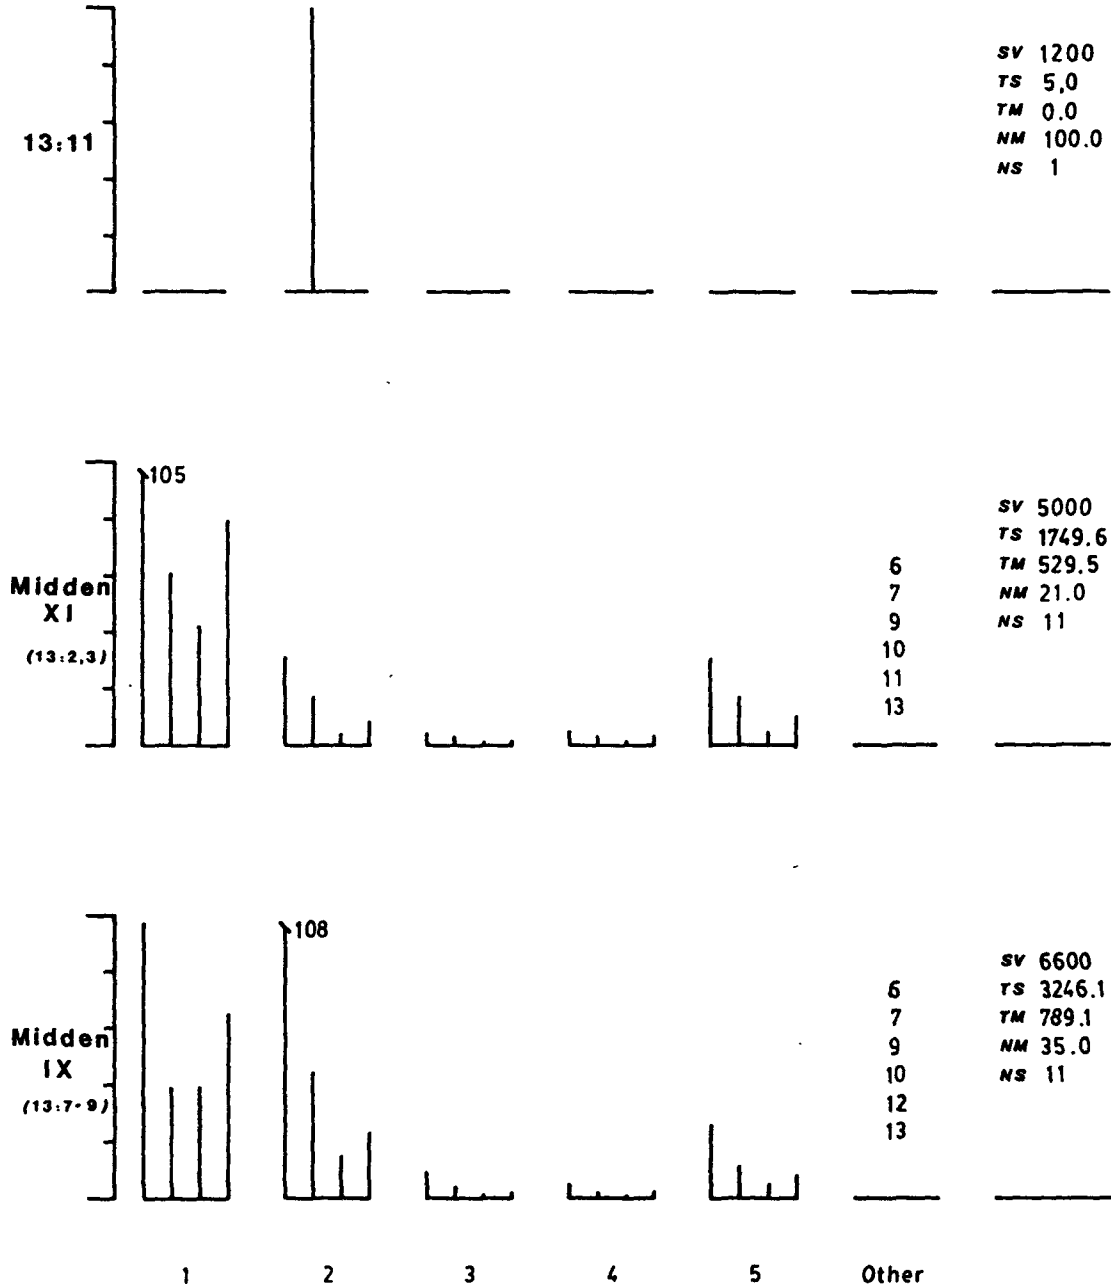 13:11
SV 1200
TS 5,0
TM 0.0
NM 100.0
NS 1
105
Midden
XI
(13:2,3)
6
7
9
10
11
13
SV 5000
TS 1749.6
TM 529.5
NM 21.0
NS 11
108
Midden
IX
(13:7-9)
6
7
9
10
12
13
SV 6600
TS 3246.1
TM 789.1
NM 35.0
NS 11
1 2 3 4 5 Other